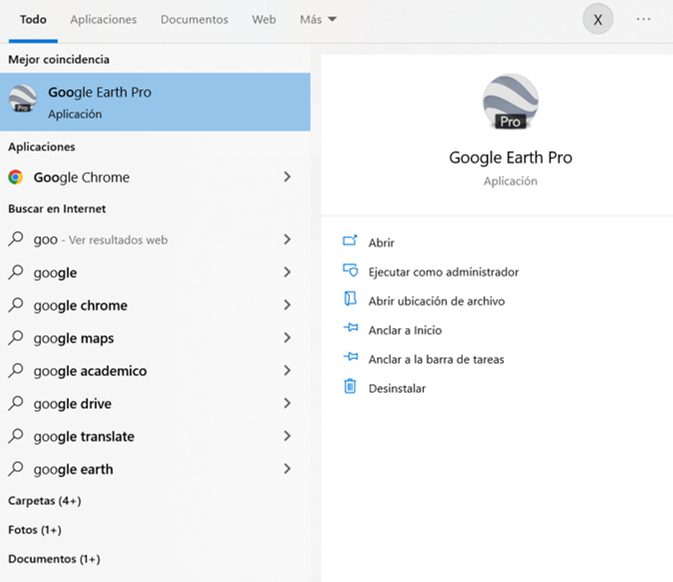 Todo Aplicaciones Documentos Web Más X ...
Mejor coincidencia
Google Earth Pro
Aplicación
Pro
Aplicaciones
Google Chrome
Buscar en Internet
goo - Ver resultados web
google
google chrome
google maps
google academico
google drive
google translate
google earth
Carpetas (4+)
Fotos (1+)
Documentos (1+)
Pro
Google Earth Pro
Aplicación
Abrir
Ejecutar como administrador
Abrir ubicación de archivo
Anclar a Inicio
Anclar a la barra de tareas
Desinstalar